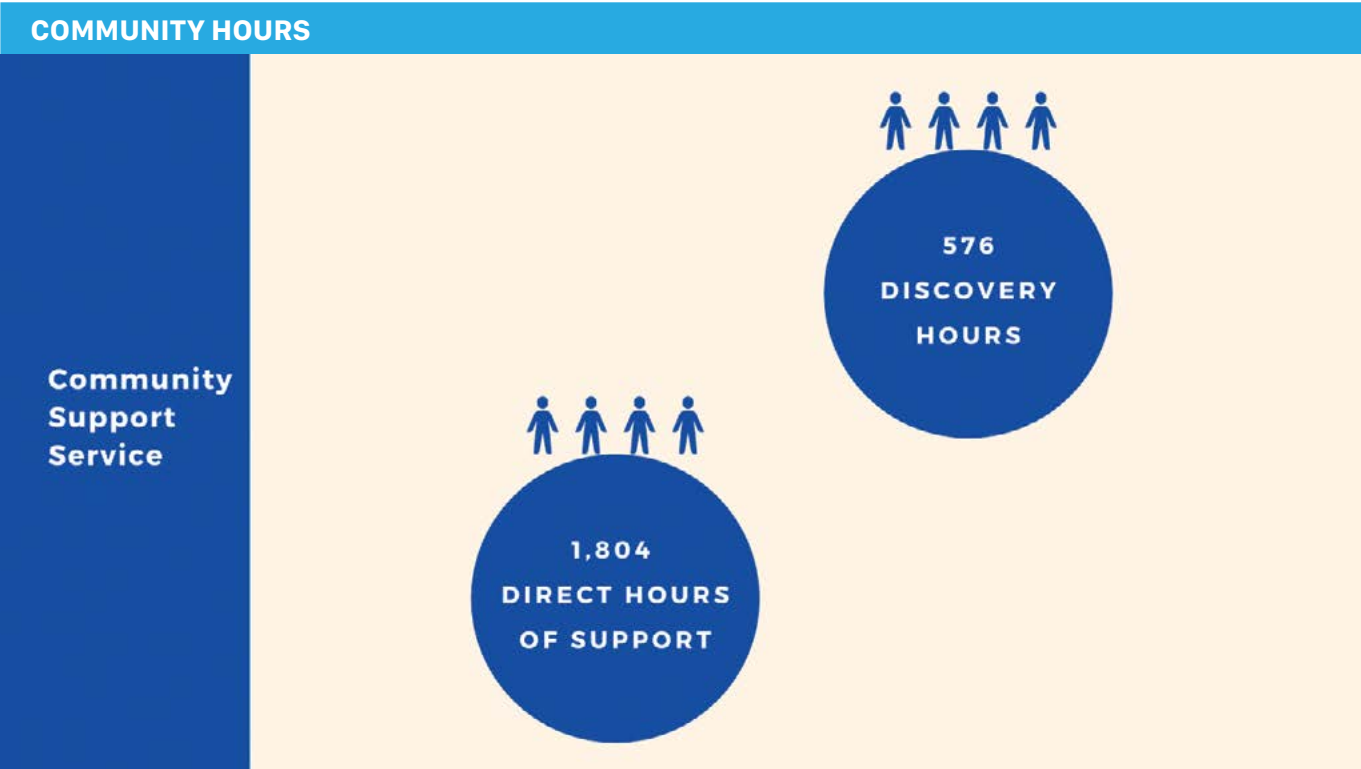 COMMUNITY HOURS
Community
Support
Service
576
DISCOVERY
HOURS
1,804
DIRECT HOURS
OF SUPPORT